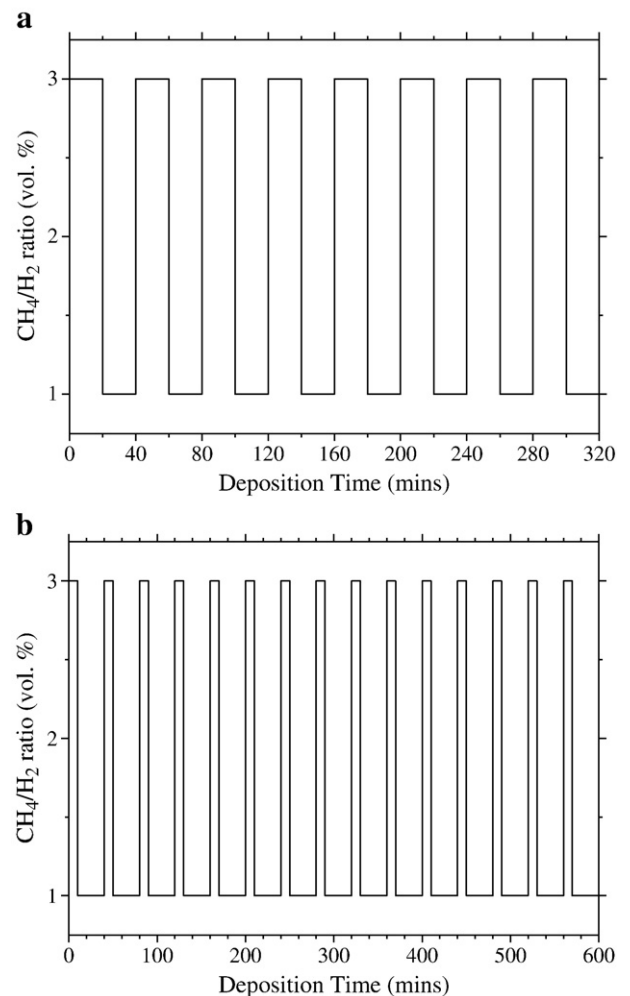 a
3
2
1
CH₄/H₂ ratio (vol. %)
0 40 80 120 160 200 240 280 320
Deposition Time (mins)
b
3
2
1
CH₄/H₂ ratio (vol. %)
0 100 200 300 400 500 600
Deposition Time (mins)